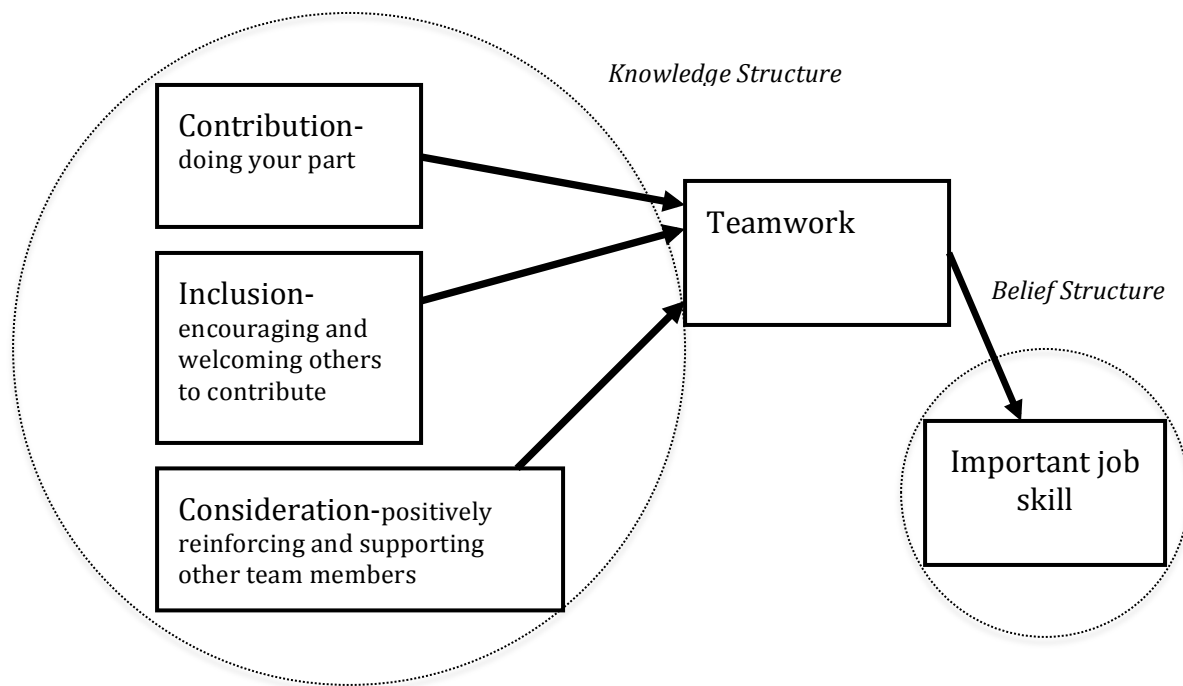 Knowledge Structure
Contribution-
doing your part
Teamwork
Inclusion-
encouraging and
welcoming others
to contribute
Belief Structure
Consideration-positively
reinforcing and supporting
other team members
Important job
skill